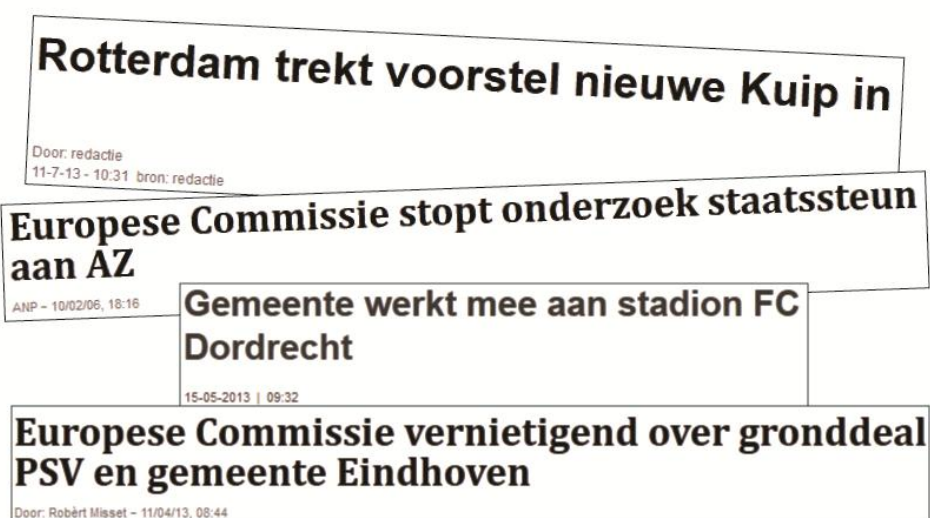 Rotterdam trekt voorstel nieuwe Kuip in
Door: redactie
11-7-13 - 10:31 bron: redactie
Europese Commissie stopt onderzoek staatssteun
aan AZ
ANP – 10/02/06, 18:16
Gemeente werkt mee aan stadion FC
Dordrecht
15-05-2013 | 09:32
Europese Commissie vernietigend over gronddeal
PSV en gemeente Eindhoven
Door: Robèrt Misset – 11/04/13, 08:44